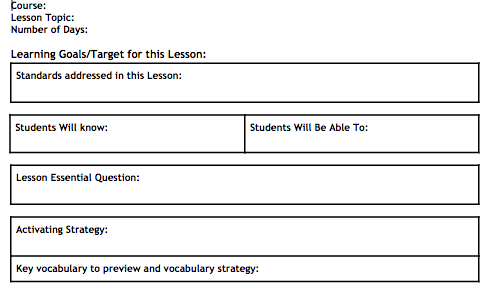 Course:
Lesson Topic:
Number of Days:
Learning Goals/Target for this Lesson:
Standards addressed in this Lesson:
Students Will know:
Students Will Be Able To:
Lesson Essential Question:
Activating Strategy:
Key vocabulary to preview and vocabulary strategy: